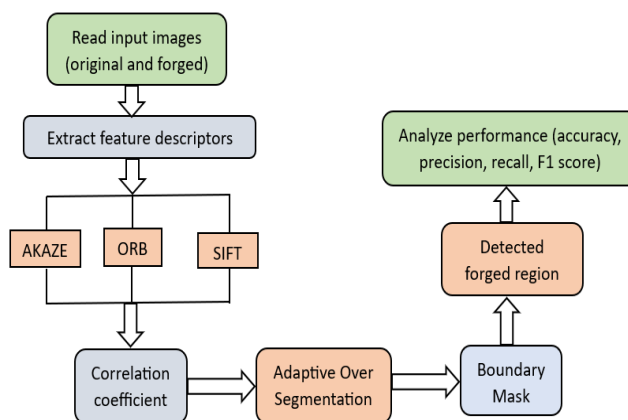 Read input images
(original and forged)
Extract feature descriptors
AKAZE
ORB
SIFT
Correlation
coefficient
Adaptive Over
Segmentation
Boundary
Mask
Detected
forged region
Analyze performance (accuracy,
precision, recall, F1 score)